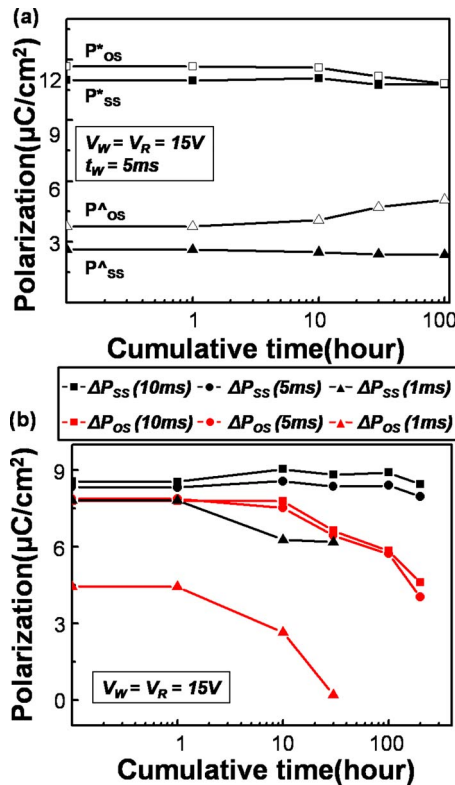 (a)
Polarization(μC/cm²)
12
9
6
3
P*OS
P*SS
VW = VR = 15V
tW = 5ms
P^OS
P^SS
1 10 100
Cumulative time(hour)
ΔPSS (10ms) ΔPSS (5ms) ΔPSS (1ms)
ΔPOS (10ms) ΔPOS (5ms) ΔPOS (1ms)
(b)
Polarization(μC/cm²)
9
6
3
0
VW = VR = 15V
1 10 100
Cumulative time(hour)